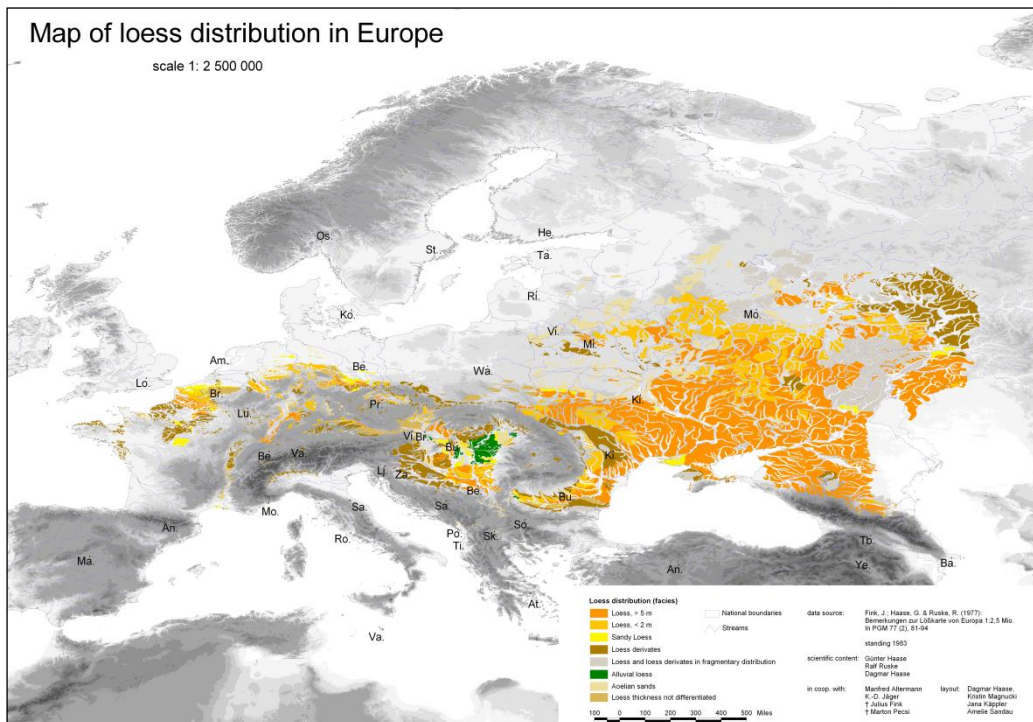 Map of loess distribution in Europe
scale 1: 2 500 000
Os.
St.
He.
Ta.
Ri.
Ko.
Vi.
Mi.
Mo.
Am.
Be.
Wa.
Lo.
Br.
Lu.
Pr.
Ki.
Vi.
Br.
Bu.
Be.
Va.
Lj.
Za.
Lj.
Be.
Ki.
Bu.
Mo.
Sa.
Sa.
An.
Ro.
Po.
Ti.
Sk.
So.
Ma.
At.
An.
Tb.
Ye.
Ba.
Va.
Loess distribution (facies)
Loess, > 5 m
Loess, < 2 m
Sandy Loess
Loess derivates
Loess and loess derivates in fragmentary distribution
Alluvial loess
Aoelian sands
Loess thickness not differentiated
National boundaries
Streams
100 0 100 200 300 400 500 Miles
data source: Fink, J.; Haase, G. & Ruske, R. (1977):
Bemerkungen zur Lößkarte von Europa 1:2,5 Mio.
In PGM 77 (2), 81-94
standing 1983
scientific content: Günter Haase
Ralf Ruske
Dagmar Haase
in coop. with: Manfred Altermann
K.-D. Jäger
† Julius Fink
† Marton Pecsi
layout: Dagmar Haase,
Kristin Magnucki
Jana Käppler
Amelie Sandau